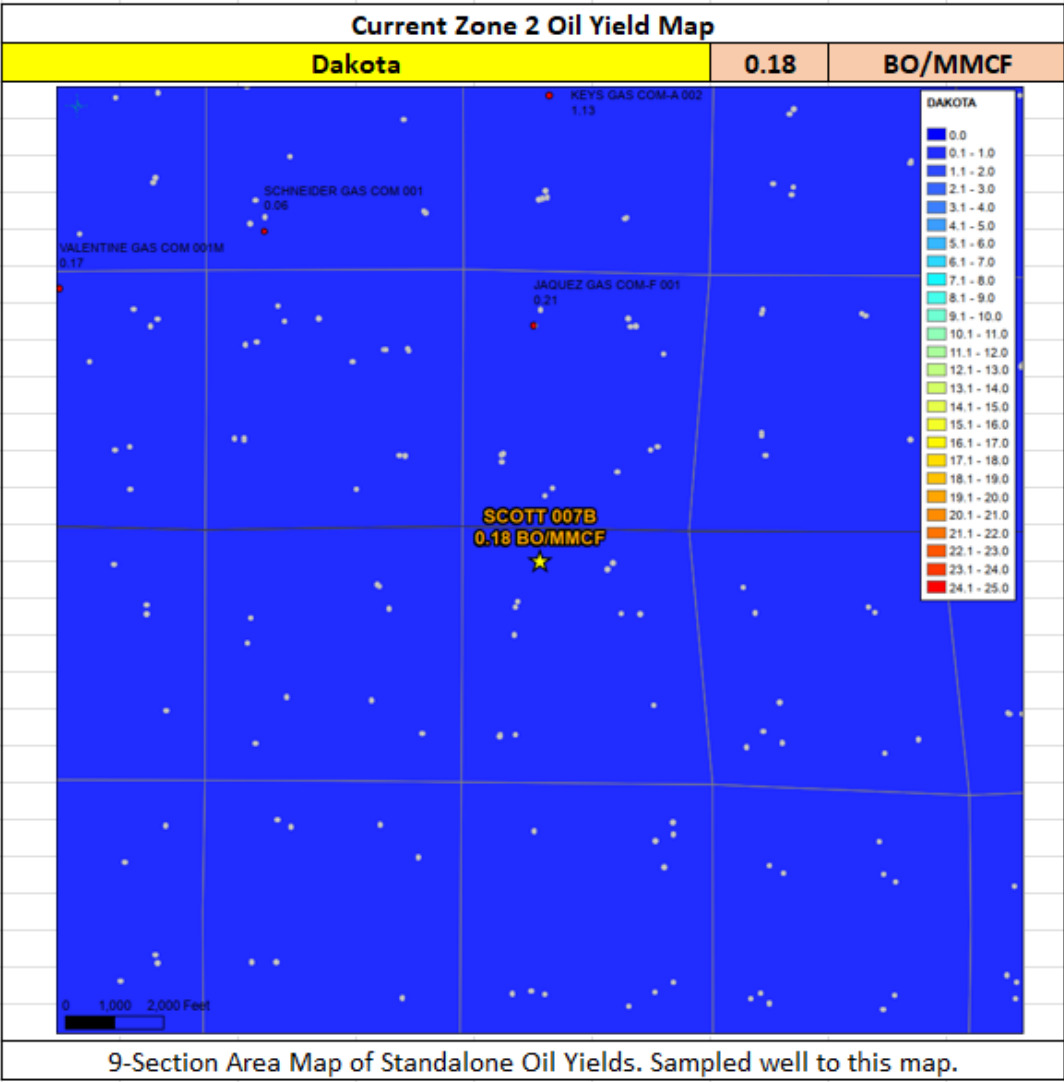 Current Zone 2 Oil Yield Map
Dakota 0.18 BO/MMCF
KEYS GAS COM-A 002
1.13
SCHNEIDER GAS COM 001
0.06
VALENTINE GAS COM 001M
0.17
JAQUEZ GAS COM-F 001
0.21
SCOTT 007B
0.18 BO/MMCF
DAKOTA
0.0
0.1 - 1.0
1.1 - 2.0
2.1 - 3.0
3.1 - 4.0
4.1 - 5.0
5.1 - 6.0
6.1 - 7.0
7.1 - 8.0
8.1 - 9.0
9.1 - 10.0
10.1 - 11.0
11.1 - 12.0
12.1 - 13.0
13.1 - 14.0
14.1 - 15.0
15.1 - 16.0
16.1 - 17.0
17.1 - 18.0
18.1 - 19.0
19.1 - 20.0
20.1 - 21.0
21.1 - 22.0
22.1 - 23.0
23.1 - 24.0
24.1 - 25.0
0 1,000 2,000 Feet
9-Section Area Map of Standalone Oil Yields. Sampled well to this map.